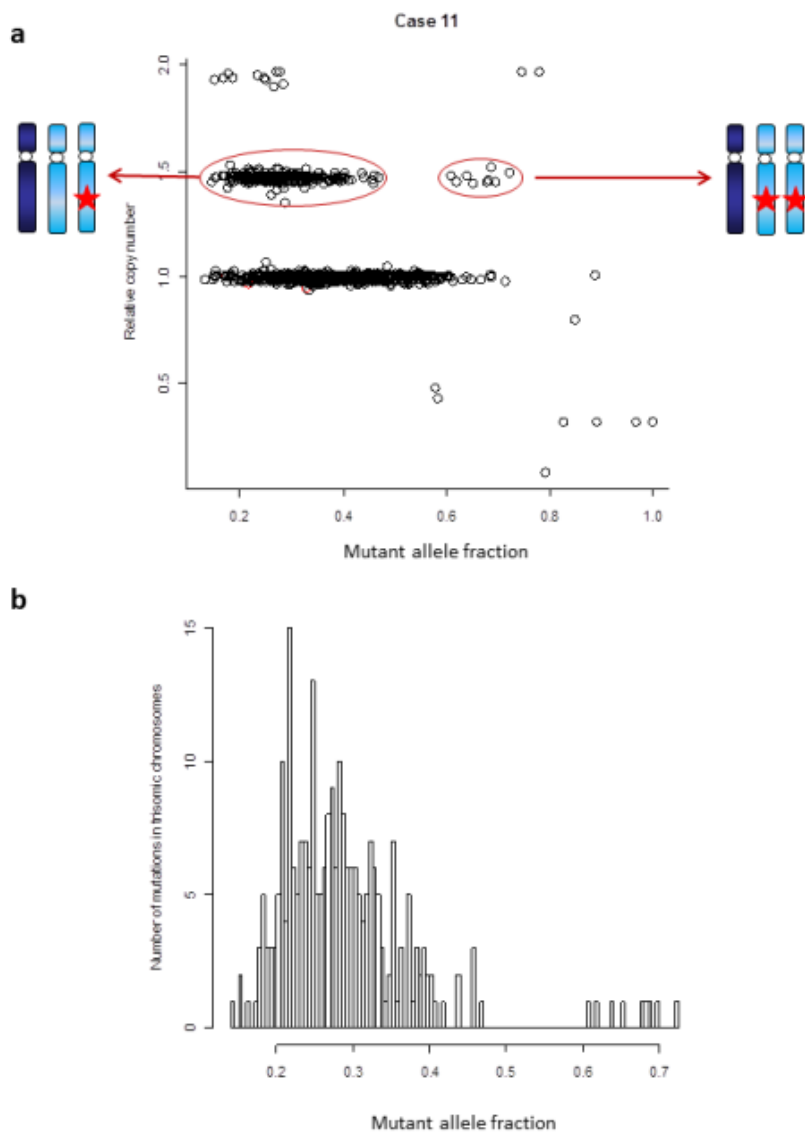 Case 11
a
Relative copy number
2.0
1.5
1.0
0.5
0.2 0.4 0.6 0.8 1.0
Mutant allele fraction
b
Number of mutations in trisomic chromosomes
15
10
5
0
0.2 0.3 0.4 0.5 0.6 0.7
Mutant allele fraction